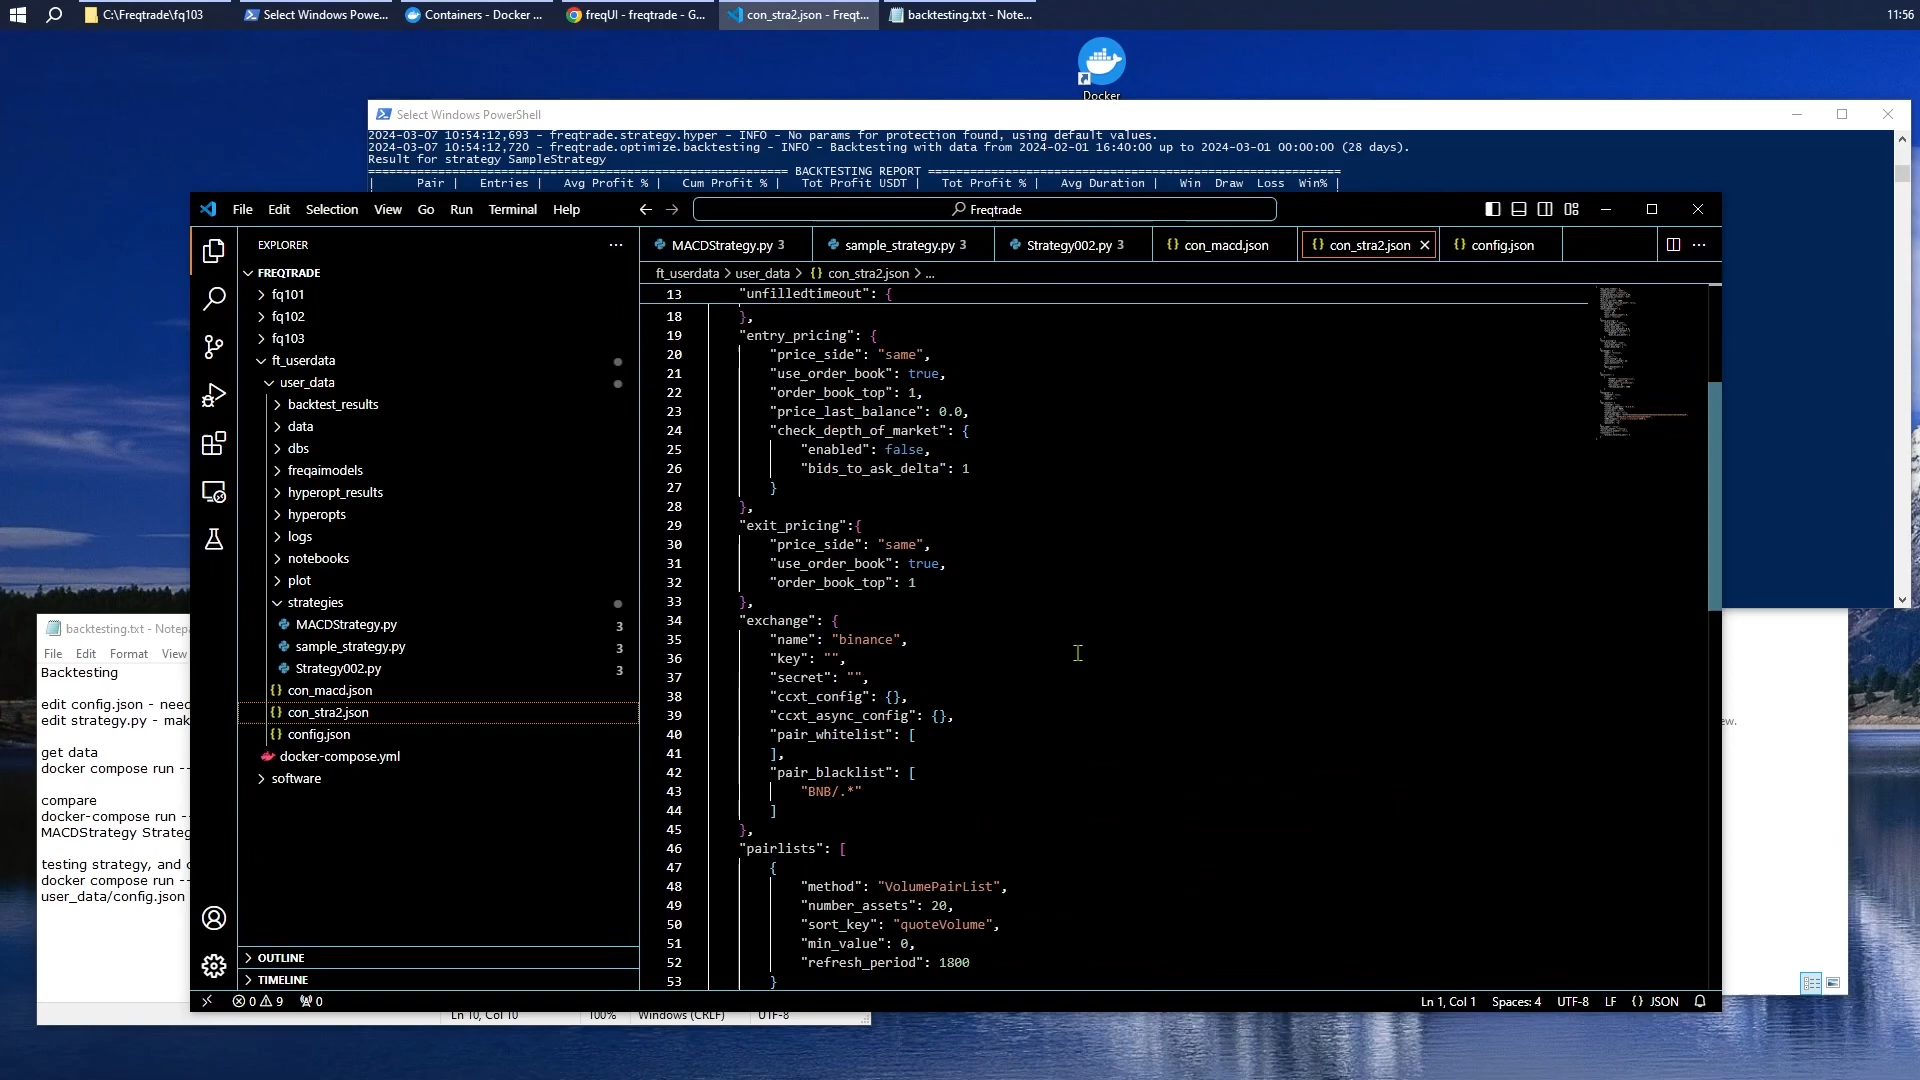 C:\Freqtrade\fq103
Select Windows Powe...
Containers - Docker ...
freqUI - freqtrade - G...
con_stra2.json - Freqt...
backtesting.txt - Note...
11:56
Docker
Select Windows PowerShell
2024-03-07 10:54:12,693 - freqtrade.strategy.hyper - INFO - No params for protection found, using default values.
2024-03-07 10:54:12,720 - freqtrade.optimize.backtesting - INFO - Backtesting with data from 2024-02-01 16:40:00 up to 2024-03-01 00:00:00 (28 days).
Result for strategy SampleStrategy
============================================================ BACKTESTING REPORT ===========================================================
| Pair | Entries | Avg Profit % | Cum Profit % | Tot Profit USDT | Tot Profit % | Avg Duration | Win Draw Loss Win% |
File Edit Selection View Go Run Terminal Help
Freqtrade
EXPLORER
FREQTRADE
fq101
fq102
fq103
ft_userdata
user_data
backtest_results
data
dbs
freqaimodels
hyperopt_results
hyperopts
logs
notebooks
plot
strategies
MACDStrategy.py 3
sample_strategy.py 3
Strategy002.py 3
con_macd.json
con_stra2.json
config.json
docker-compose.yml
software
OUTLINE
TIMELINE
MACDStrategy.py 3
sample_strategy.py 3
Strategy002.py 3
con_macd.json
con_stra2.json
config.json
ft_userdata > user_data > {} con_stra2.json > ...
13 "unfilledtimeout": {
18 },
19 "entry_pricing": {
20 "price_side": "same",
21 "use_order_book": true,
22 "order_book_top": 1,
23 "price_last_balance": 0.0,
24 "check_depth_of_market": {
25 "enabled": false,
26 "bids_to_ask_delta": 1
27 }
28 },
29 "exit_pricing":{
30 "price_side": "same",
31 "use_order_book": true,
32 "order_book_top": 1
33 },
34 "exchange": {
35 "name": "binance",
36 "key": "",
37 "secret": "",
38 "ccxt_config": {},
39 "ccxt_async_config": {},
40 "pair_whitelist": [
41 ],
42 "pair_blacklist": [
43 "BNB/.*"
44 ]
45 },
46 "pairlists": [
47 {
48 "method": "VolumePairList",
49 "number_assets": 20,
50 "sort_key": "quoteVolume",
51 "min_value": 0,
52 "refresh_period": 1800
53 }
0 9 0
Ln 1, Col 1 Spaces: 4 UTF-8 LF {} JSON
backtesting.txt - Notepa
File Edit Format View
Backtesting
edit config.json - need
edit strategy.py - mak
get data
docker compose run --
compare
docker-compose run --
MACDStrategy Strateg
testing strategy, and
docker compose run --
user_data/config.json
Ln 10, Col 10 100% Windows (CRLF) UTF-8
ew.